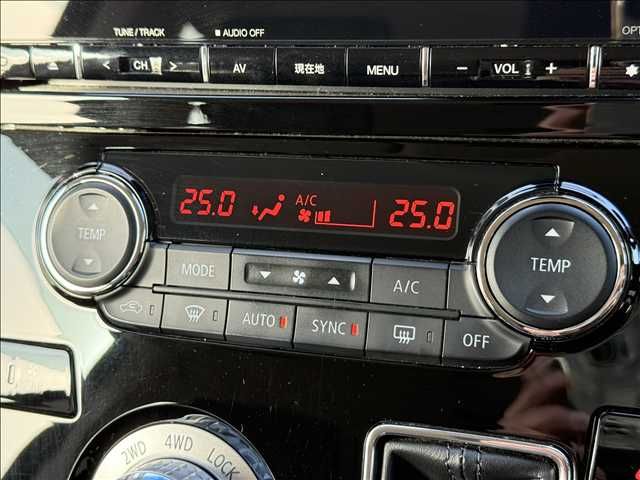 TUNE/TRACK
AUDIO OFF
OPT
CH
AV
現在地
MENU
VOL
25.0
A/C
25.0
TEMP
MODE
A/C
TEMP
AUTO
SYNC
OFF
2WD
4WD
LOCK